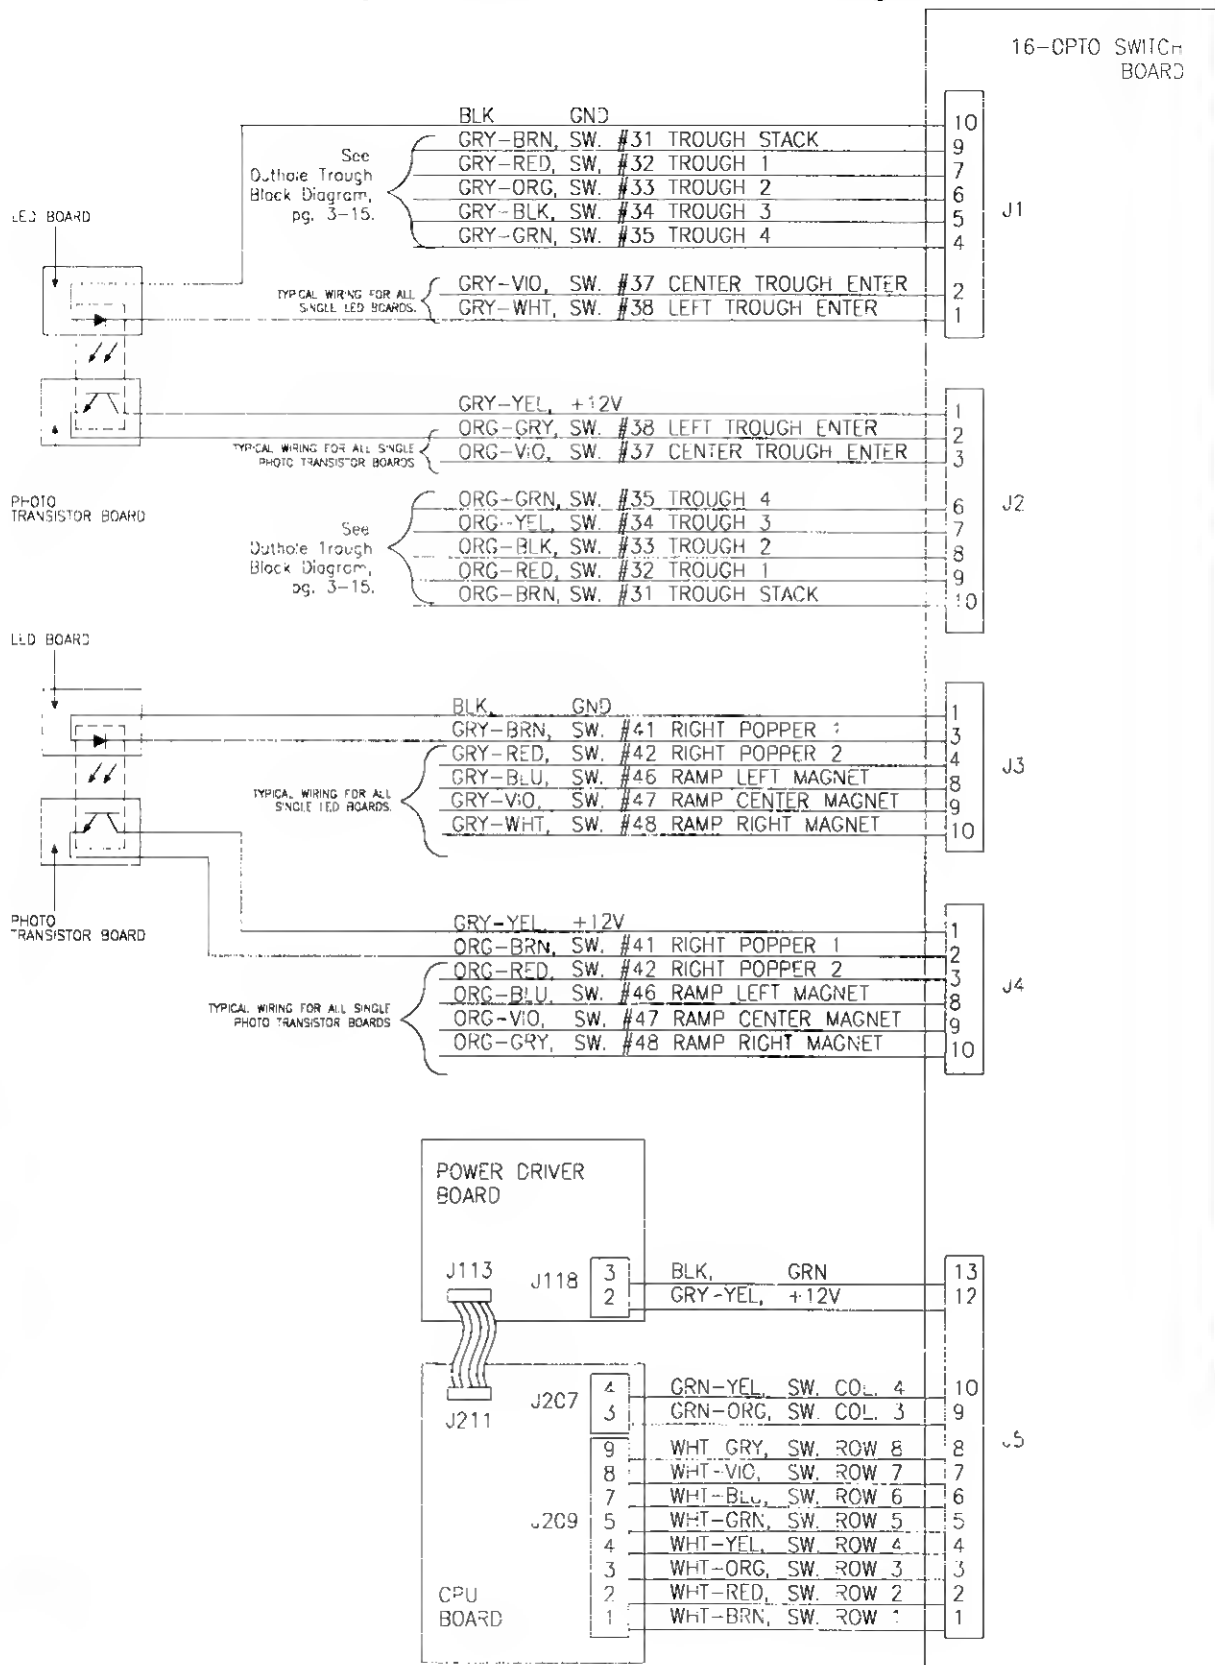 16-OPTO SWITCH
BOARD
BLK GND 10
GRY-BRN, SW. #31 TROUGH STACK 9
GRY-RED, SW, #32 TROUGH 1 7
GRY-ORG, SW. #33 TROUGH 2 6
GRY-BLK, SW. #34 TROUGH 3 5
GRY-GRN, SW. #35 TROUGH 4 4
See
Outhole Trough
Block Diagram,
pg. 3-15.
J1
LED BOARD
TYPICAL WIRING FOR ALL
SINGLE LED BOARDS.
GRY-VIO, SW. #37 CENTER TROUGH ENTER 2
GRY-WHT, SW. #38 LEFT TROUGH ENTER 1
GRY-YEL, +12V 1
ORG-GRY, SW. #38 LEFT TROUGH ENTER 2
ORG-VIO, SW. #37 CENTER TROUGH ENTER 3
TYPICAL WIRING FOR ALL SINGLE
PHOTO TRANSISTOR BOARDS
PHOTO
TRANSISTOR BOARD
J2
ORG-GRN, SW. #35 TROUGH 4 6
ORG-YEL, SW. #34 TROUGH 3 7
ORG-BLK, SW. #33 TROUGH 2 8
ORG-RED, SW. #32 TROUGH 1 9
ORG-BRN, SW. #31 TROUGH STACK 10
See
Outhole Trough
Block Diagram,
pg. 3-15.
LED BOARD
BLK, GND 1
GRY-BRN, SW. #41 RIGHT POPPER 1 3
GRY-RED, SW. #42 RIGHT POPPER 2 4
GRY-BLU, SW. #46 RAMP LEFT MAGNET 8
GRY-VIO, SW. #47 RAMP CENTER MAGNET 9
GRY-WHT, SW. #48 RAMP RIGHT MAGNET 10
J3
TYPICAL WIRING FOR ALL
SINGLE LED BOARDS.
PHOTO
TRANSISTOR BOARD
GRY-YEL, +12V 1
ORG-BRN, SW. #41 RIGHT POPPER 1 2
ORG-RED, SW. #42 RIGHT POPPER 2 3
ORG-BLU, SW. #46 RAMP LEFT MAGNET 8
ORG-VIO, SW. #47 RAMP CENTER MAGNET 9
ORG-GRY, SW. #48 RAMP RIGHT MAGNET 10
J4
TYPICAL WIRING FOR ALL SINGLE
PHOTO TRANSISTOR BOARDS
POWER DRIVER
BOARD
J113
J118
3 BLK, GRN 13
2 GRY-YEL, +12V 12
J211
J207
4 GRN-YEL, SW. COL. 4 10
3 GRN-ORG, SW. COL. 3 9
J5
J209
9 WHT GRY, SW. ROW 8 8
8 WHT-VIO, SW. ROW 7 7
7 WHT-BLU, SW. ROW 6 6
5 WHT-GRN, SW. ROW 5 5
4 WHT-YEL, SW. ROW 4 4
3 WHT-ORG, SW. ROW 3 3
2 WHT-RED, SW. ROW 2 2
1 WHT-BRN, SW. ROW 1 1
CPU
BOARD